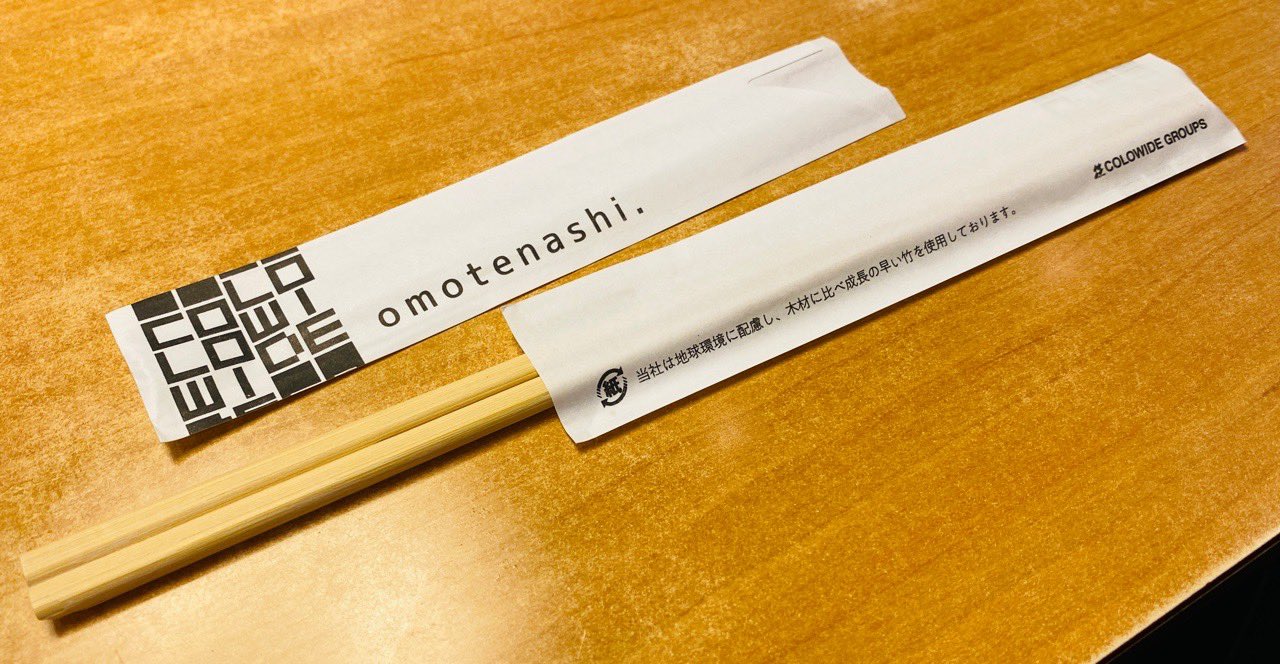 omotenashi.
COLOWIDE GROUPS
紙
当社は地球環境に配慮し、木材に比べ成長の早い竹を使用しております。